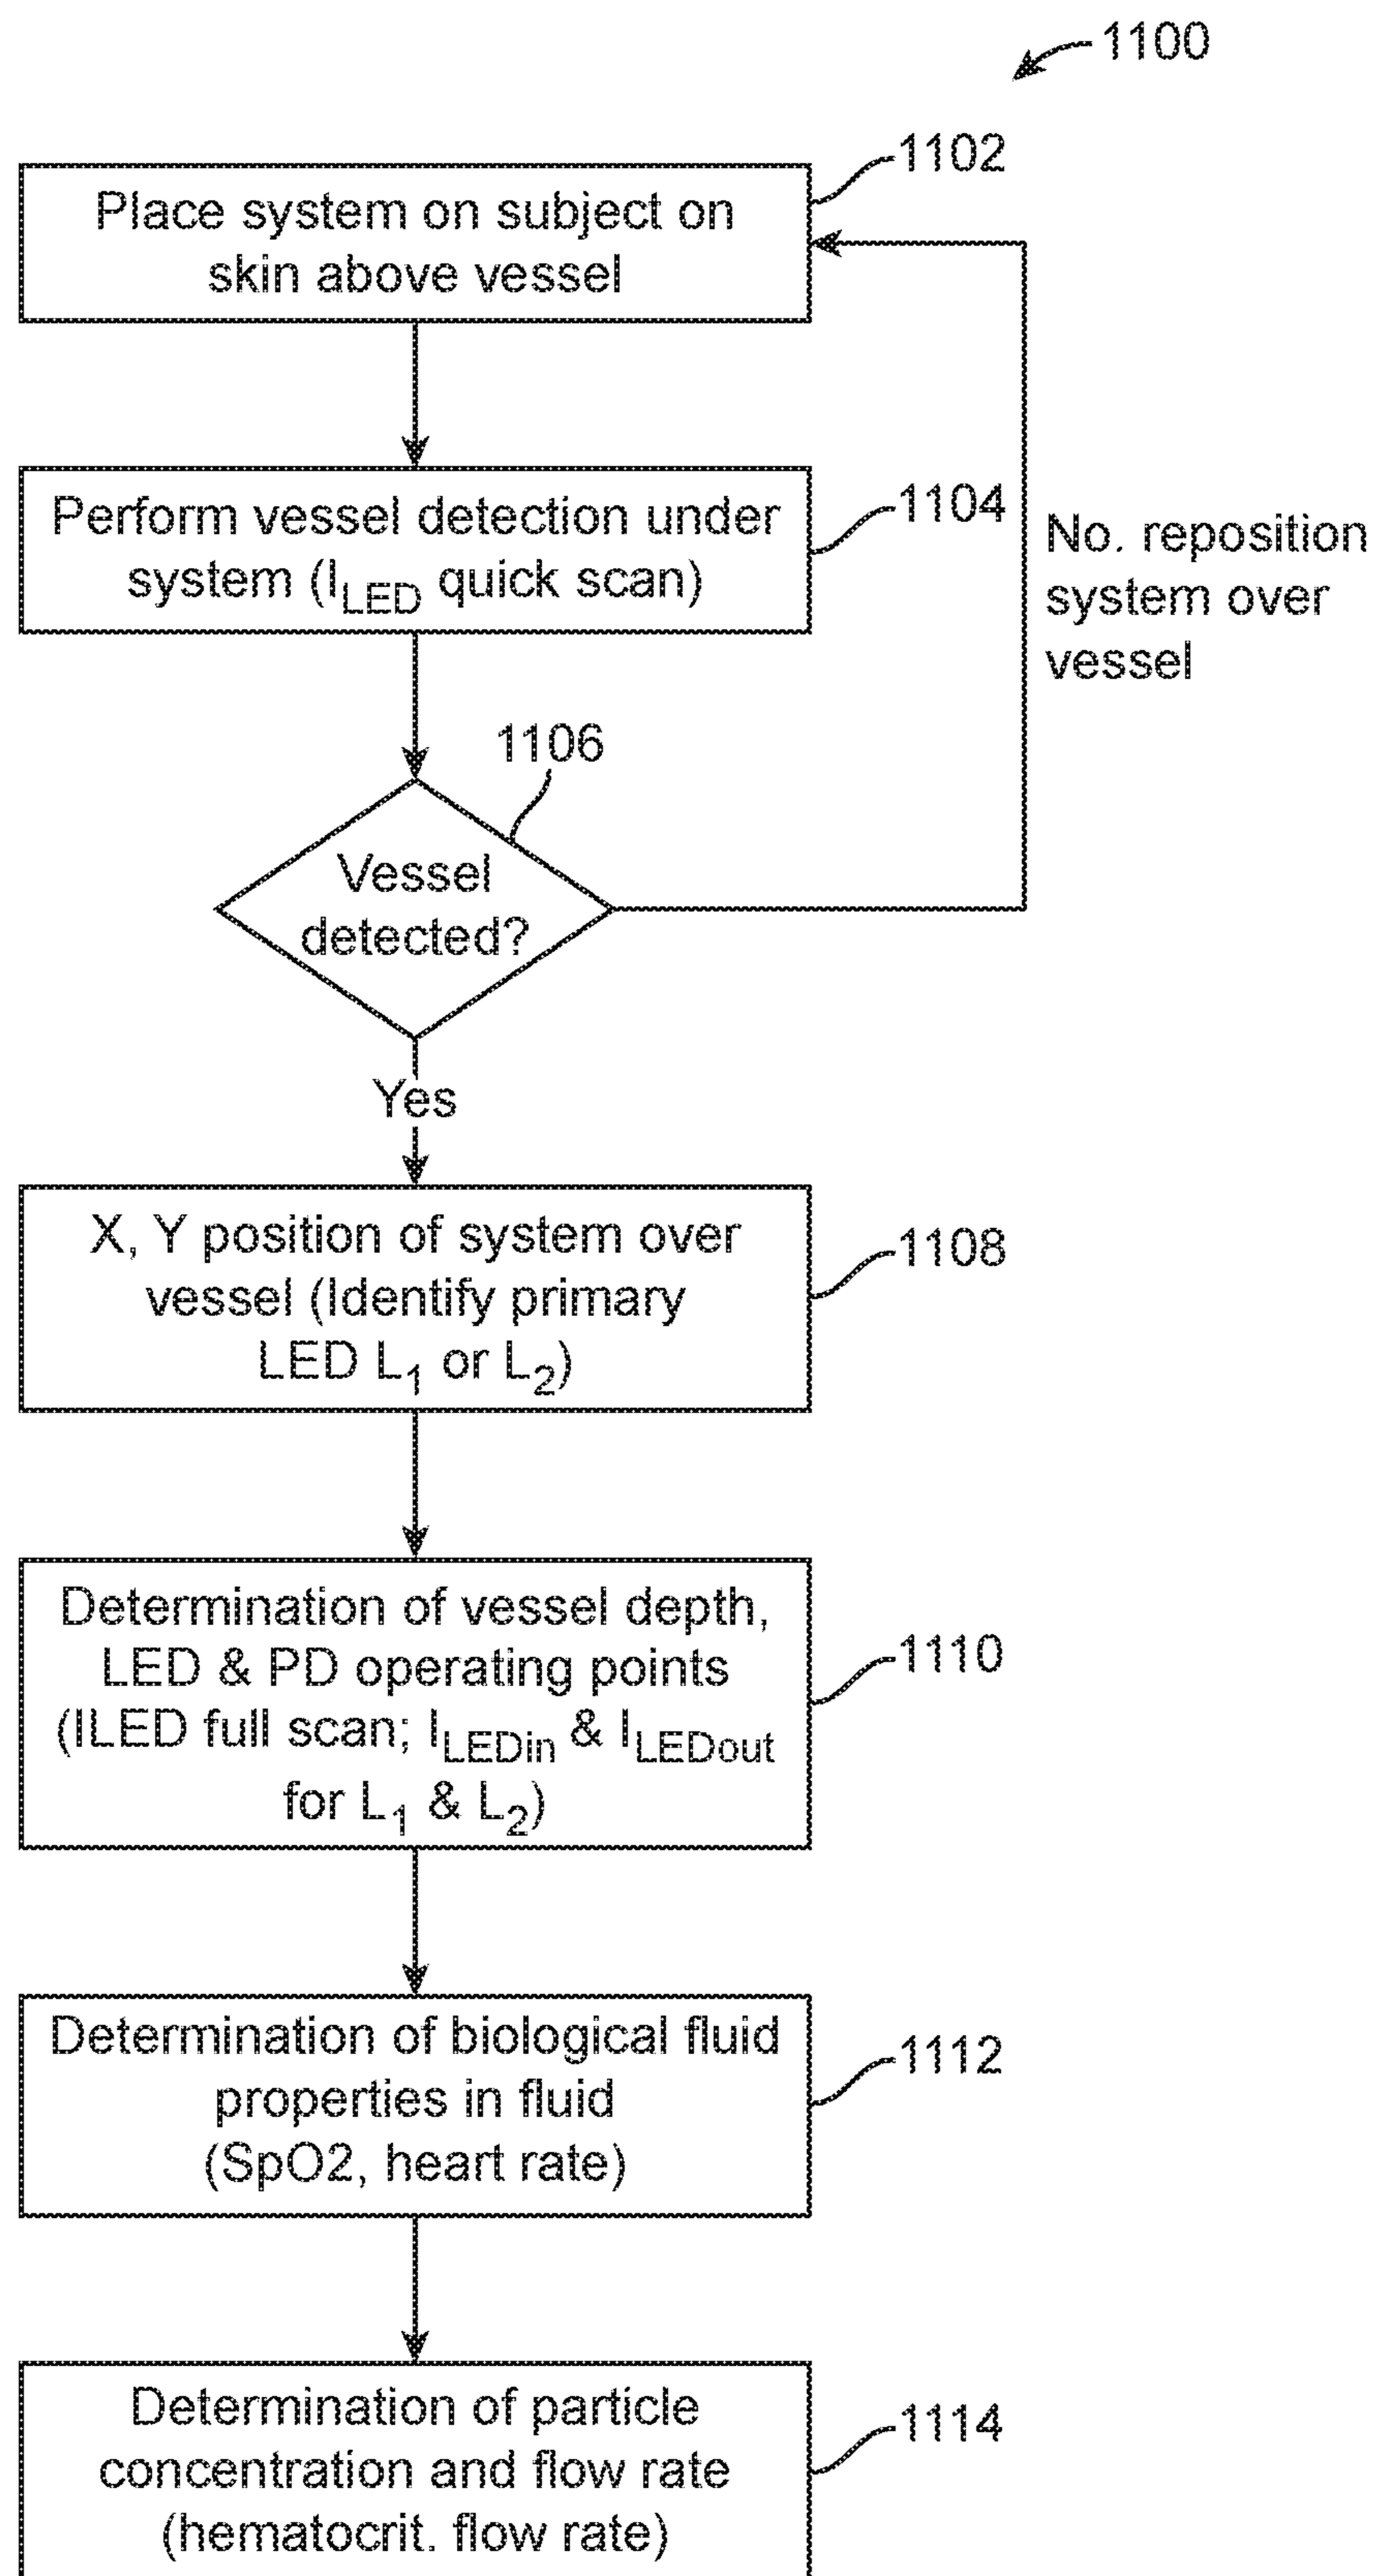 1100
1102
Place system on subject on
skin above vessel
1104
Perform vessel detection under
system (I_LED quick scan)
No. reposition
system over
vessel
1106
Vessel
detected?
Yes
1108
X, Y position of system over
vessel (Identify primary
LED L₁ or L₂)
1110
Determination of vessel depth,
LED & PD operating points
(ILED full scan; I_LEDin & I_LEDout
for L₁ & L₂)
1112
Determination of biological fluid
properties in fluid
(SpO2, heart rate)
1114
Determination of particle
concentration and flow rate
(hematocrit. flow rate)